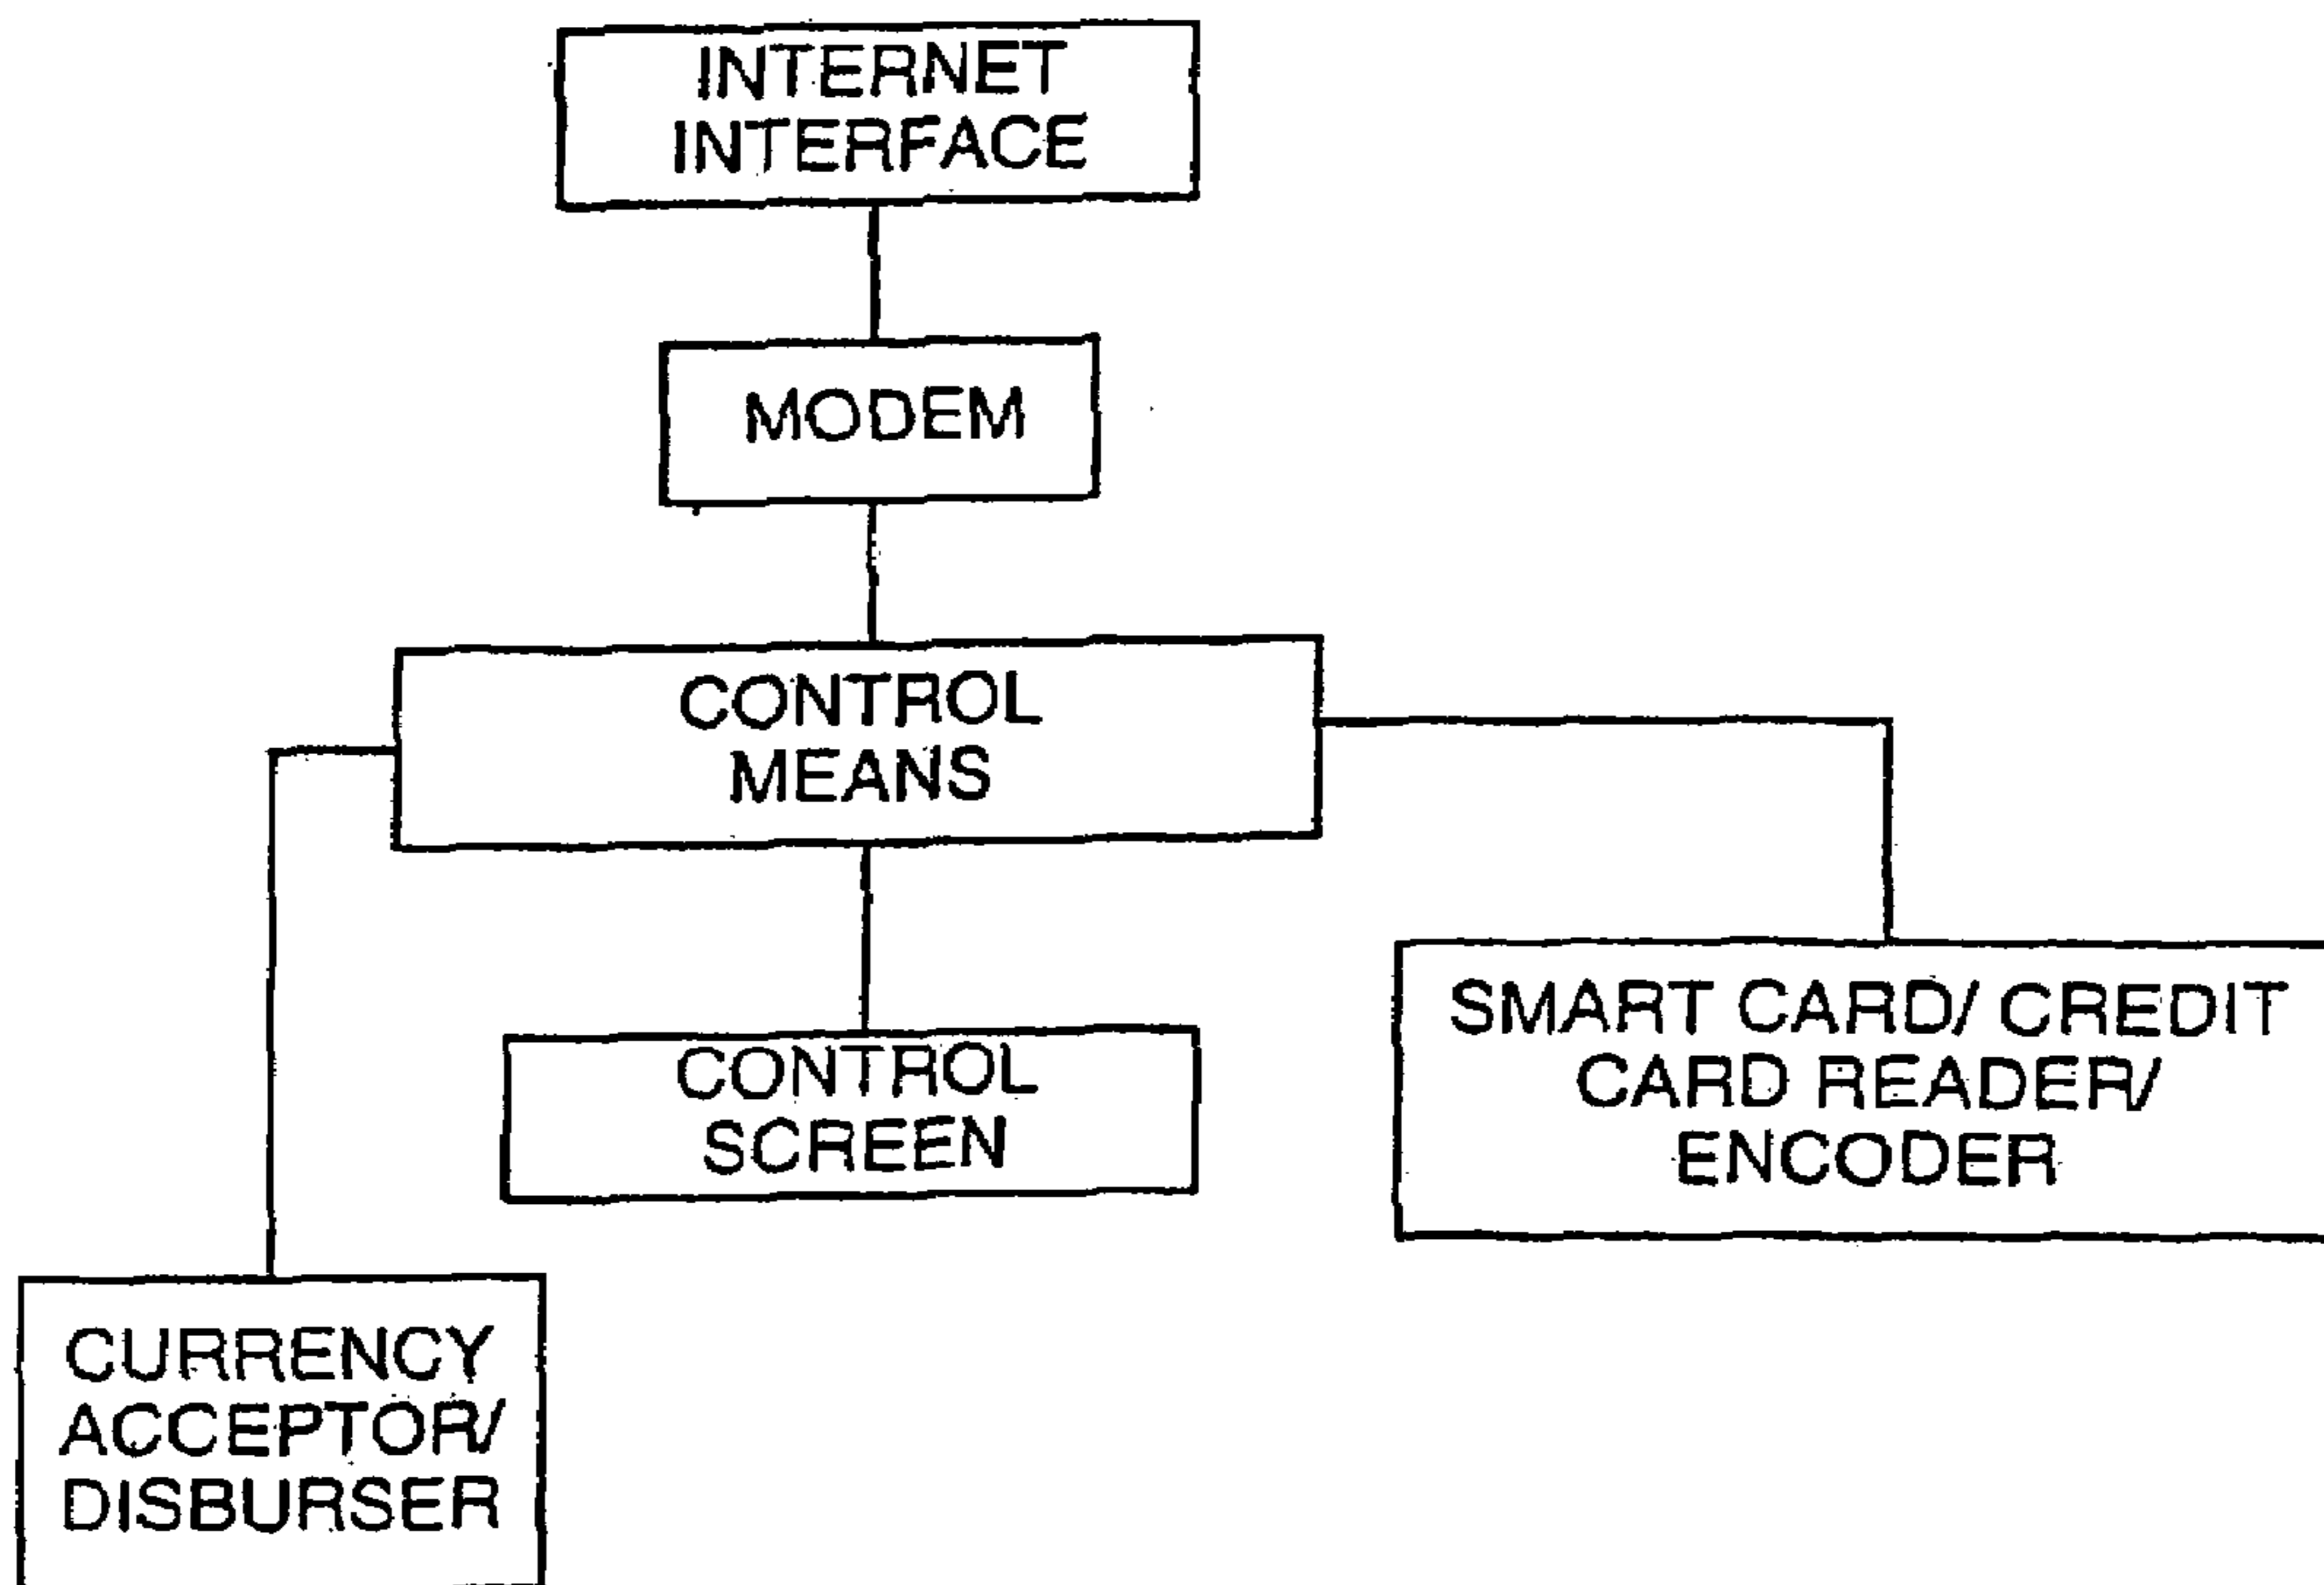 INTERNET
INTERFACE
MODEM
CONTROL
MEANS
CONTROL
SCREEN
SMART CARD/ CREDIT
CARD READER/
ENCODER
CURRENCY
ACCEPTOR/
DISBURSER